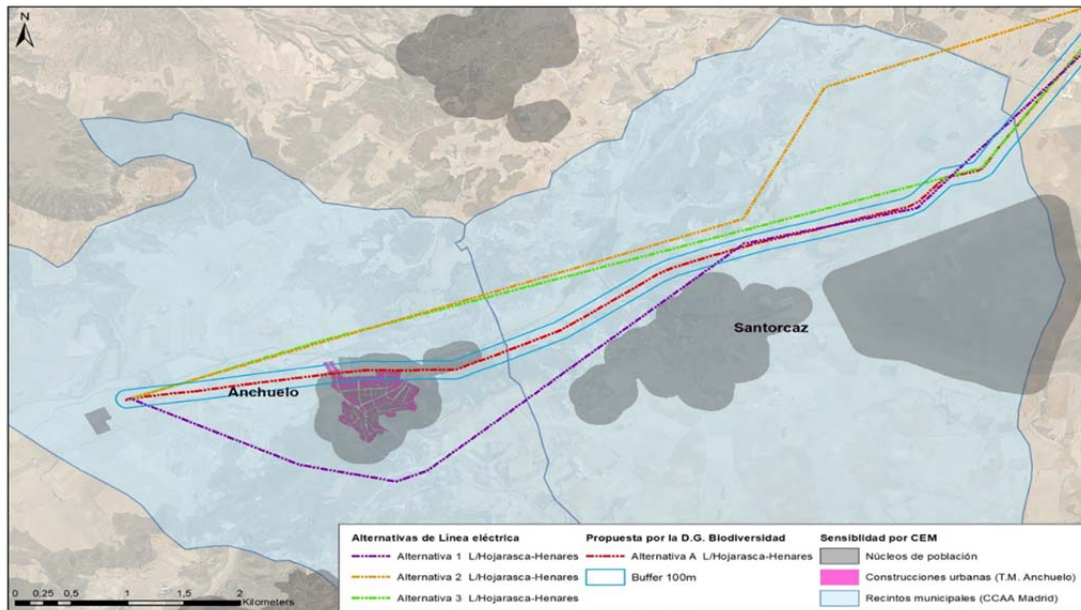 N
Santorcaz
Anchuelo
Alternativas de Línea eléctrica
Alternativa 1 L/Hojarasca-Henares
Alternativa 2 L/Hojarasca-Henares
Alternativa 3 L/Hojarasca-Henares
Propuesta por la D.G. Biodiversidad
Alternativa A L/Hojarasca-Henares
Buffer 100m
Sensiblidad por CEM
Núcleos de población
Construcciones urbanas (T.M. Anchuelo)
Recintos municipales (CCAA Madrid)
0 0,25 0,5 1 1,5 2
Kilometers